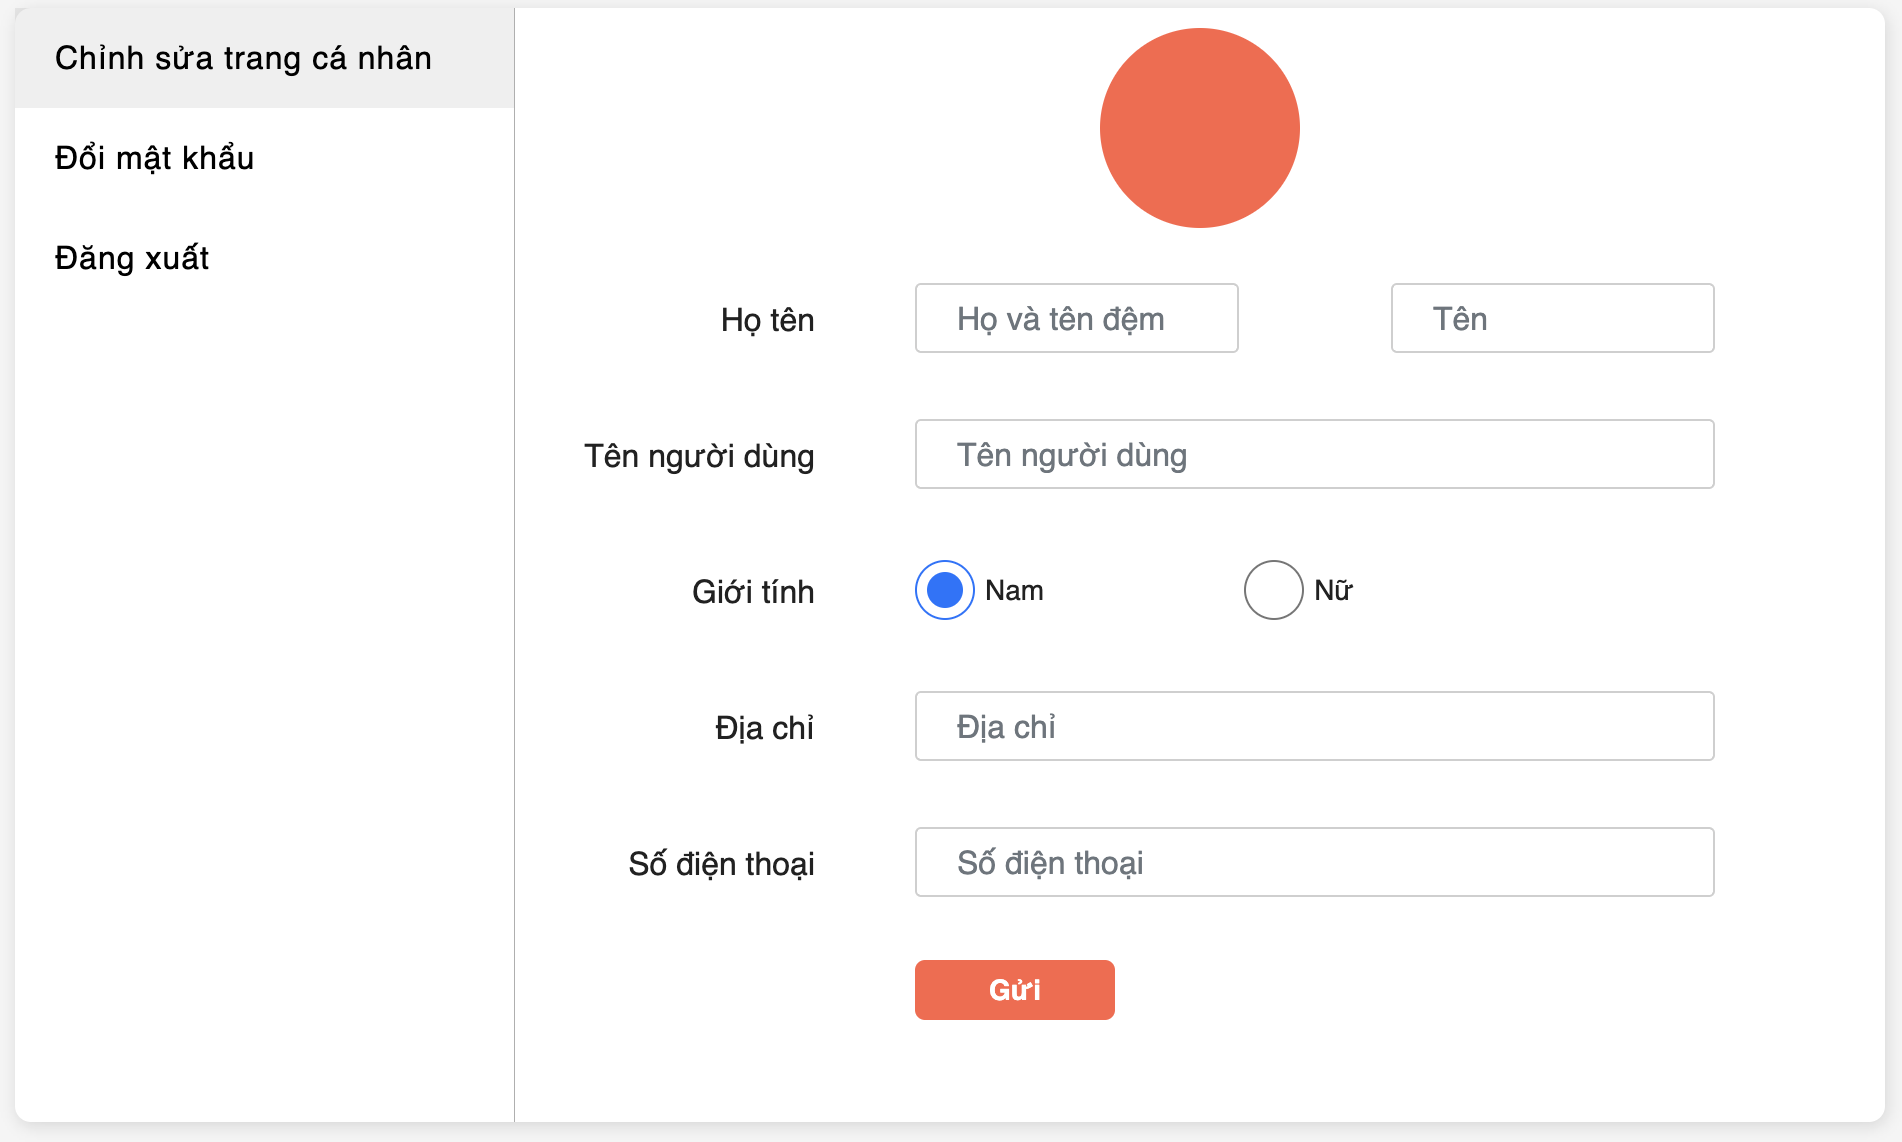 Chỉnh sửa trang cá nhân
Đổi mật khẩu
Đăng xuất
Họ tên
Họ và tên đệm
Tên
Tên người dùng
Tên người dùng
Giới tính
Nam
Nữ
Địa chỉ
Địa chỉ
Số điện thoại
Số điện thoại
Gửi